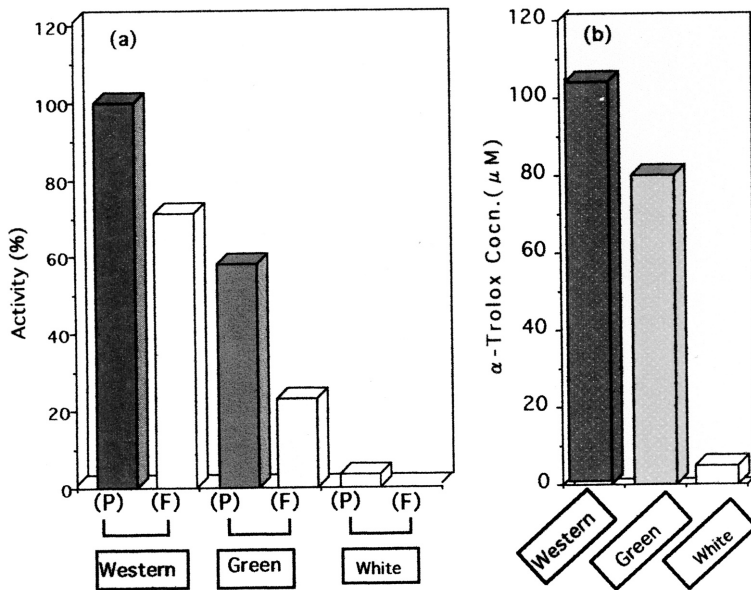 (a)
120
100
80
60
40
20
0
Activity (%)
(P) (F) (P) (F) (P) (F)
Western Green White
(b)
120
100
80
60
40
20
0
α-Trolox Cocn. (μM)
Western Green White